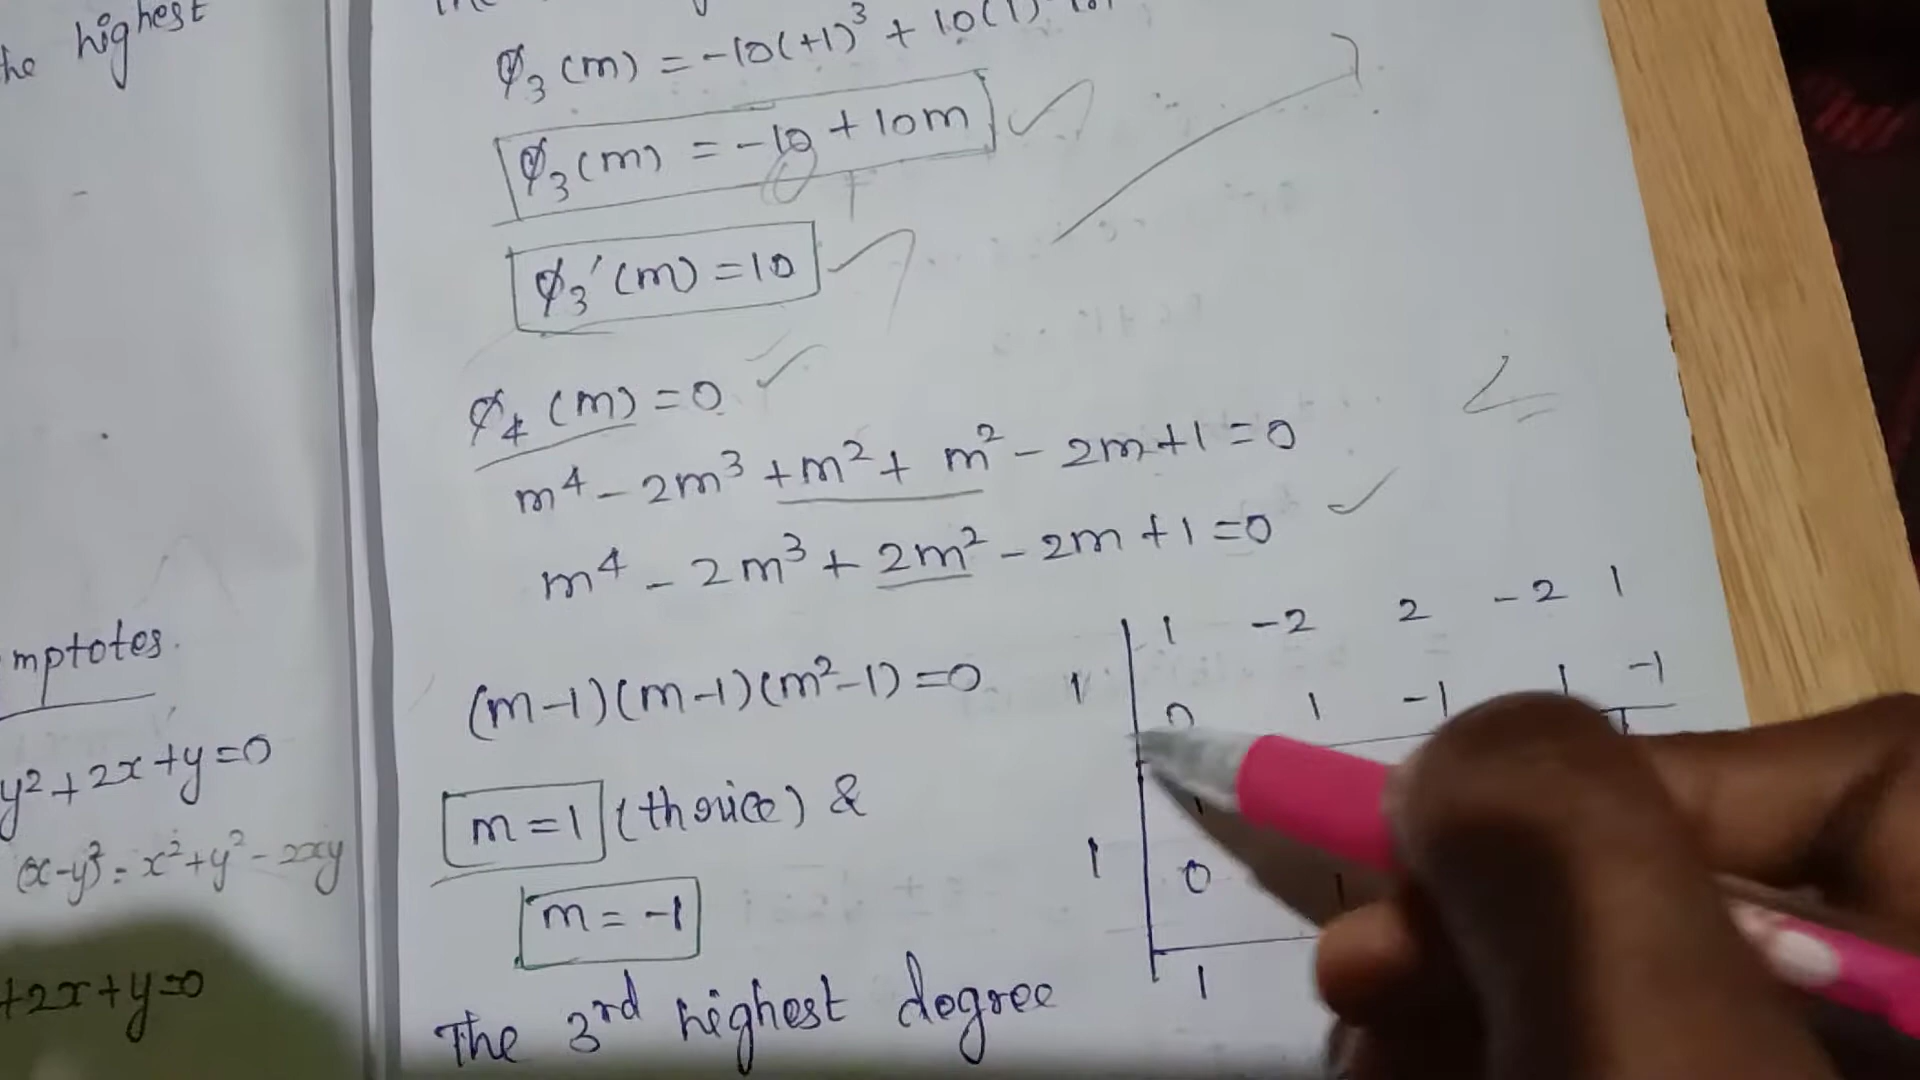 he highest
mptotes.
y²+2x+y=0
(x-y)²= x²+y²-2xy
+2x+y=0
φ₃(m) = -10(+1)³ + 10(1)
φ₃(m) = -10 + 10m
φ₃'(m) = 10
φ₄(m) = 0
m⁴ - 2m³ + m² + m² - 2m + 1 = 0
m⁴ - 2m³ + 2m² - 2m + 1 = 0
(m-1)(m-1)(m²-1) = 0
m = 1 (thrice) &
m = -1
The 3rd highest degree
1 -2 2 -2 1
1 0 1 -1 1 -1
1 0 1
1